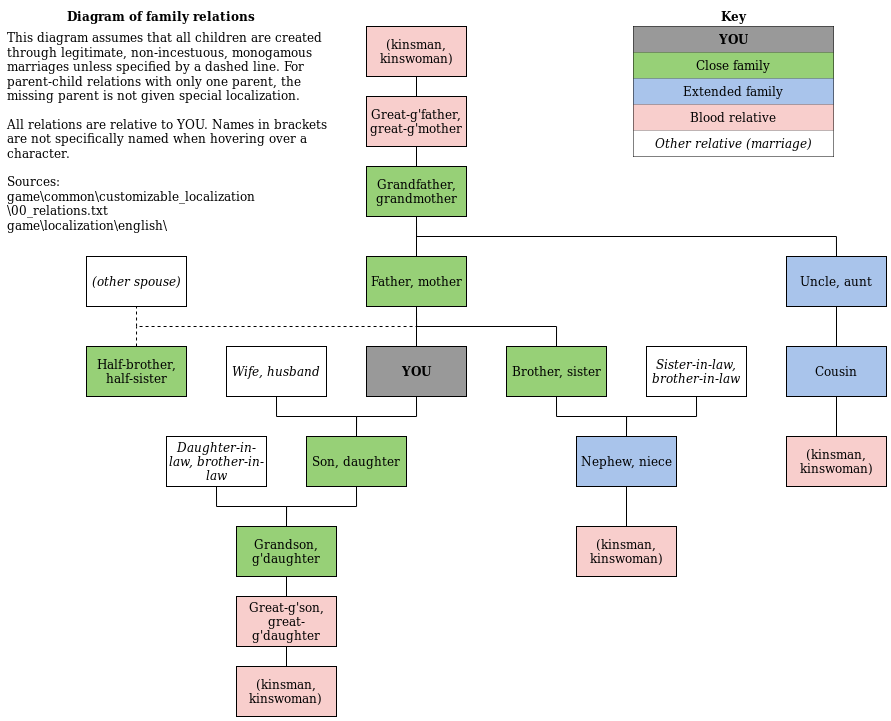 Diagram of family relations
This diagram assumes that all children are created
through legitimate, non-incestuous, monogamous
marriages unless specified by a dashed line. For
parent-child relations with only one parent, the
missing parent is not given special localization.
All relations are relative to YOU. Names in brackets
are not specifically named when hovering over a
character.
Sources:
game\common\customizable_localization
\00_relations.txt
game\localization\english\
Key
YOU
Close family
Extended family
Blood relative
Other relative (marriage)
(kinsman,
kinswoman)
Great-g'father,
great-g'mother
Grandfather,
grandmother
(other spouse)
Father, mother
Uncle, aunt
Half-brother,
half-sister
Wife, husband
YOU
Brother, sister
Sister-in-law,
brother-in-law
Cousin
Daughter-in-
law, brother-in-
law
Son, daughter
Nephew, niece
(kinsman,
kinswoman)
Grandson,
g'daughter
(kinsman,
kinswoman)
Great-g'son,
great-
g'daughter
(kinsman,
kinswoman)